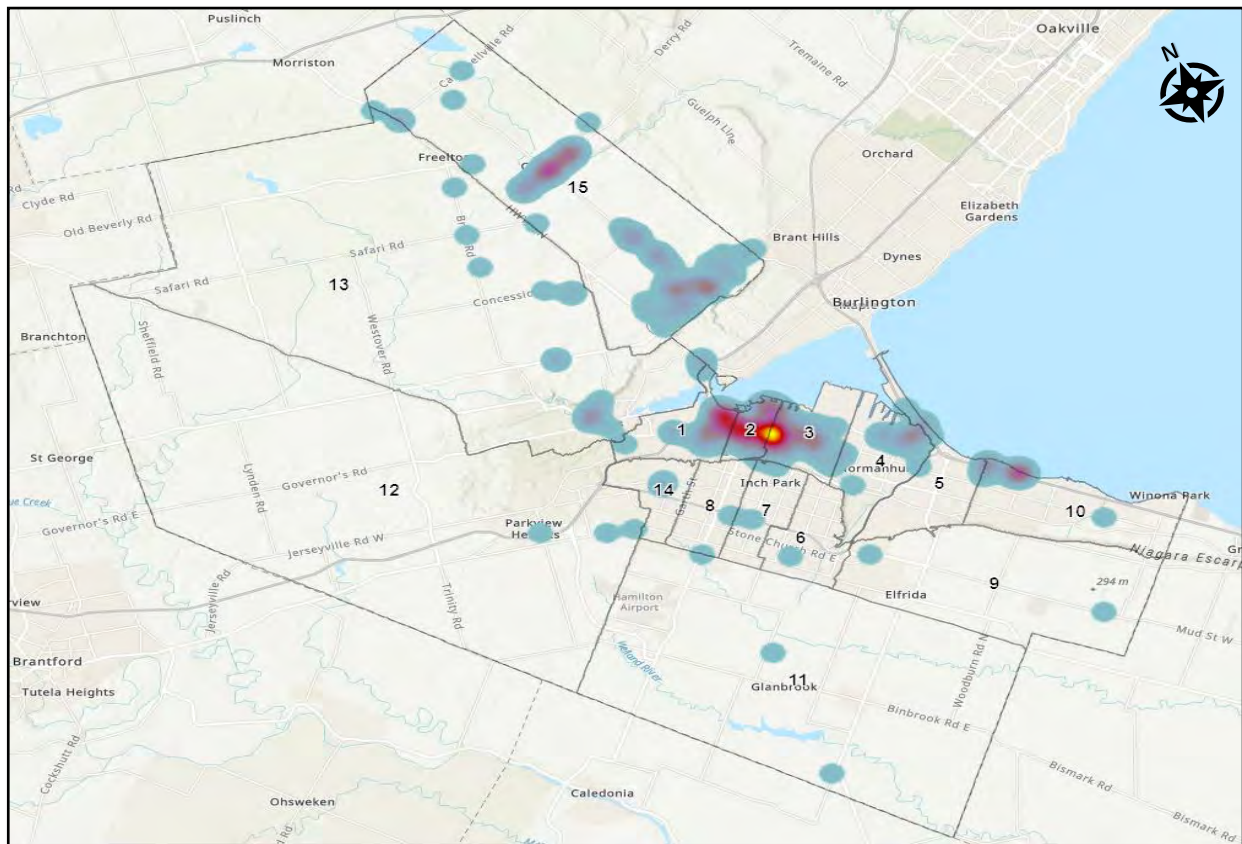 Puslinch
Oakville
N
Morriston
Derry Rd
Tremaine Rd
Guelph Line
Orchard
Freelton
15
Clyde Rd
Old Beverly Rd
Elizabeth
Gardens
Brant Hills
Safari Rd
13
Dynes
Safari Rd
Burlington
Branchton
Sheffield Rd
Westover Rd
1
2
3
4
St George
Governor's Rd
Lynden Rd
12
14
Garth St
Inch Park
5
8
7
10
Winona Park
Governor's Rd E
Parkview
Heights
Jerseyville Rd W
Stone Church Rd E
6
Niagara Escarp
9
294 m
Jerseyville Rd
Trinity Rd
Hamilton
Airport
Elfrida
Mud St W
Brantford
Woodburn Rd N
Tutela Heights
11
Glanbrook
Binbrook Rd E
Cockshutt Rd
Bismark Rd
Caledonia
Ohsweken
Bismark Rd